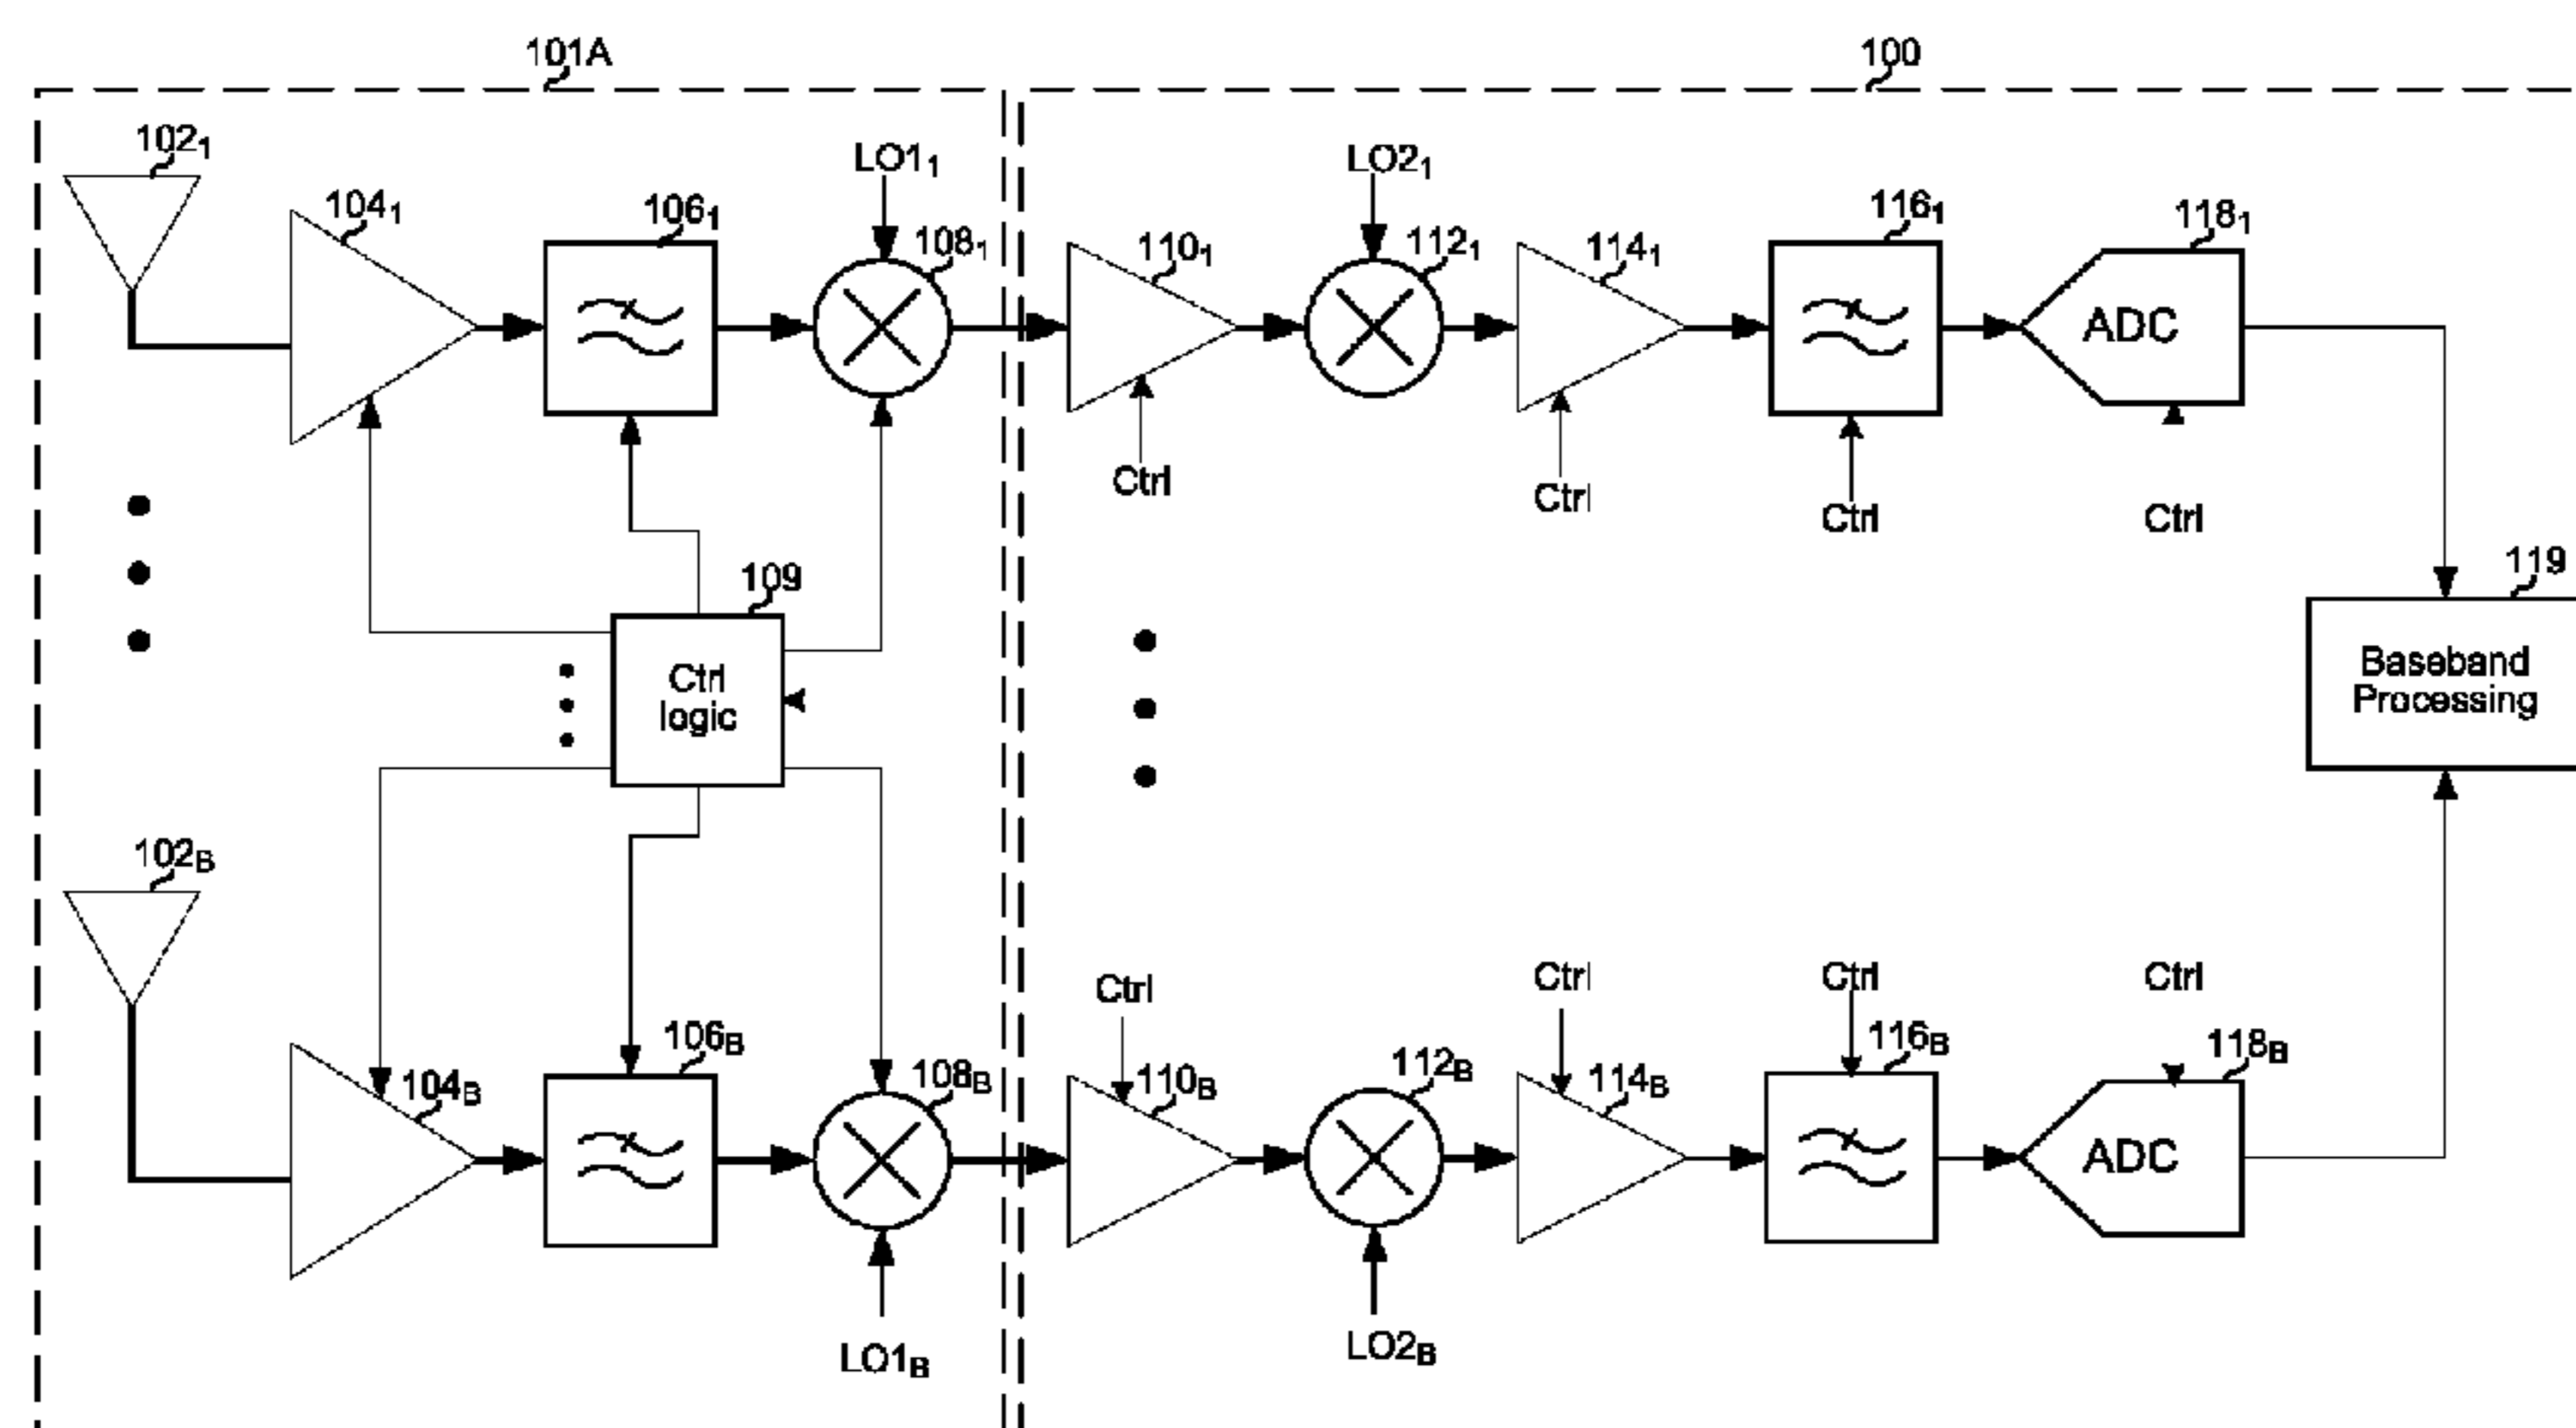 101A
100
102₁
104₁
106₁
LO1₁
108₁
110₁
LO2₁
112₁
114₁
116₁
118₁
ADC
Ctrl
Ctrl
Ctrl
Ctrl
109
Ctrl
logic
119
Baseband
Processing
102B
104B
106B
108B
LO1B
Ctrl
110B
112B
LO2B
Ctrl
114B
Ctrl
116B
Ctrl
118B
ADC